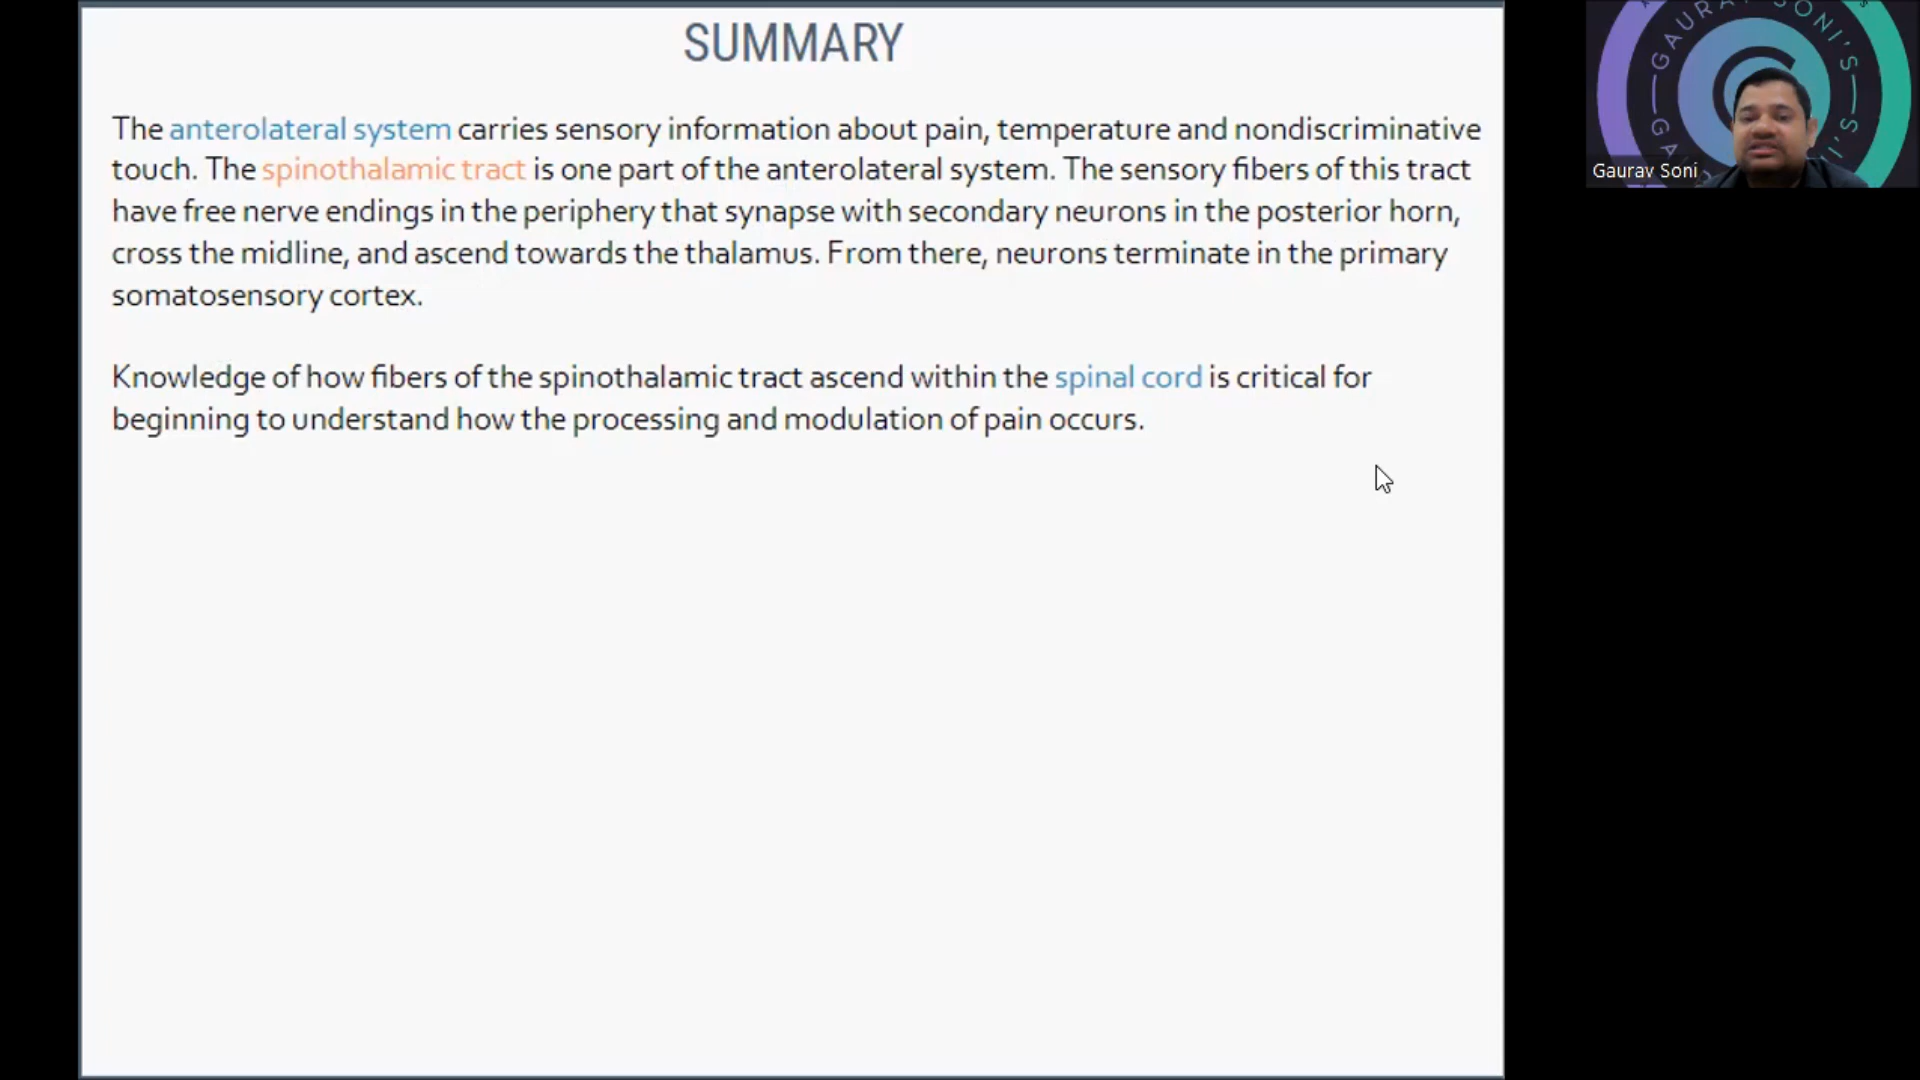 SUMMARY
The anterolateral system carries sensory information about pain, temperature and nondiscriminative
touch. The spinothalamic tract is one part of the anterolateral system. The sensory fibers of this tract
have free nerve endings in the periphery that synapse with secondary neurons in the posterior horn,
cross the midline, and ascend towards the thalamus. From there, neurons terminate in the primary
somatosensory cortex.
Knowledge of how fibers of the spinothalamic tract ascend within the spinal cord is critical for
beginning to understand how the processing and modulation of pain occurs.
SONI'S
Gaurav Soni